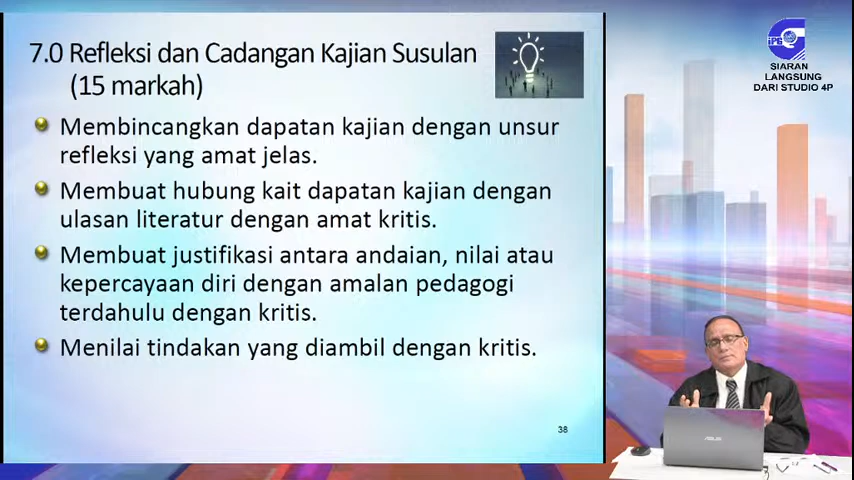 7.0 Refleksi dan Cadangan Kajian Susulan
(15 markah)
Membincangkan dapatan kajian dengan unsur
refleksi yang amat jelas.
Membuat hubung kait dapatan kajian dengan
ulasan literatur dengan amat kritis.
Membuat justifikasi antara andaian, nilai atau
kepercayaan diri dengan amalan pedagogi
terdahulu dengan kritis.
Menilai tindakan yang diambil dengan kritis.
38
SIARAN
LANGSUNG
DARI STUDIO 4P
ASUS